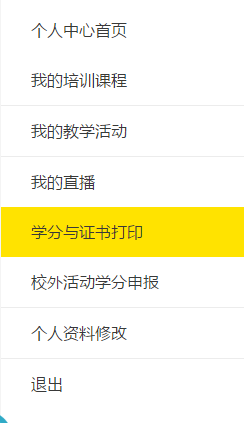 个人中心首页
我的培训课程
我的教学活动
我的直播
学分与证书打印
校外活动学分申报
个人资料修改
退出